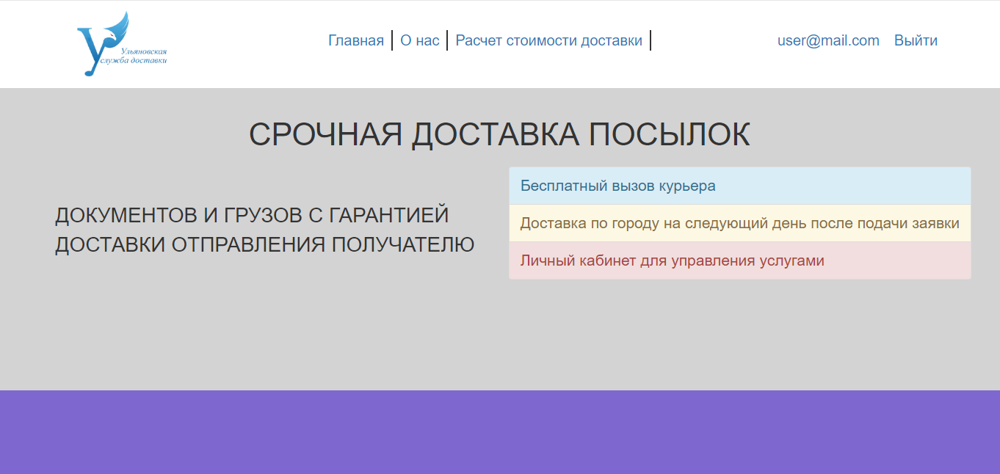 Ульяновская
служба доставки
Главная
О нас
Расчет стоимости доставки
user@mail.com
Выйти
СРОЧНАЯ ДОСТАВКА ПОСЫЛОК
ДОКУМЕНТОВ И ГРУЗОВ С ГАРАНТИЕЙ
ДОСТАВКИ ОТПРАВЛЕНИЯ ПОЛУЧАТЕЛЮ
Бесплатный вызов курьера
Доставка по городу на следующий день после подачи заявки
Личный кабинет для управления услугами